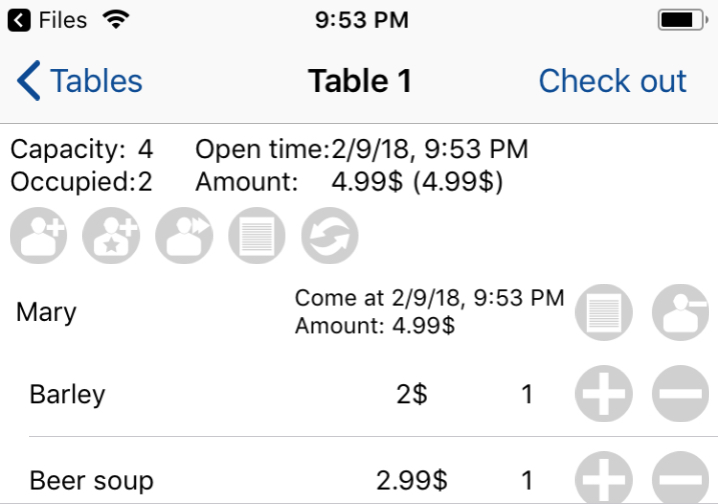 Files 9:53 PM
Tables Table 1 Check out
Capacity: 4 Open time:2/9/18, 9:53 PM
Occupied:2 Amount: 4.99$ (4.99$)
Mary Come at 2/9/18, 9:53 PM
Amount: 4.99$
Barley 2$ 1
Beer soup 2.99$ 1